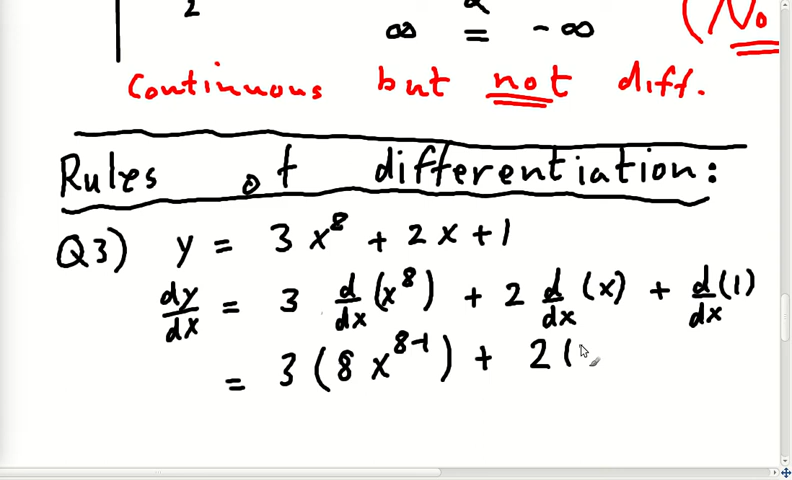 2
∞ = -∞ (No
Continuous but not diff.
Rules of differentiation:
Q3) y = 3x⁸ + 2x + 1
dy/dx = 3 d/dx (x⁸) + 2 d/dx (x) + d/dx (1)
= 3(8x⁸⁻¹) + 2(